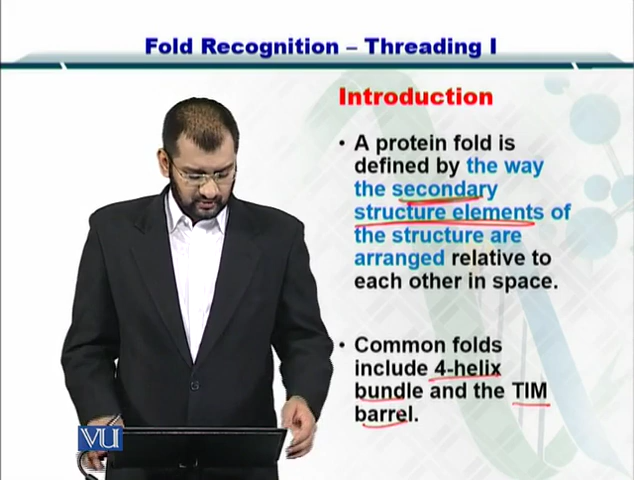 Fold Recognition – Threading I
Introduction
• A protein fold is
defined by the way
the secondary
structure elements of
the structure are
arranged relative to
each other in space.
• Common folds
include 4-helix
bundle and the TIM
barrel.
VU